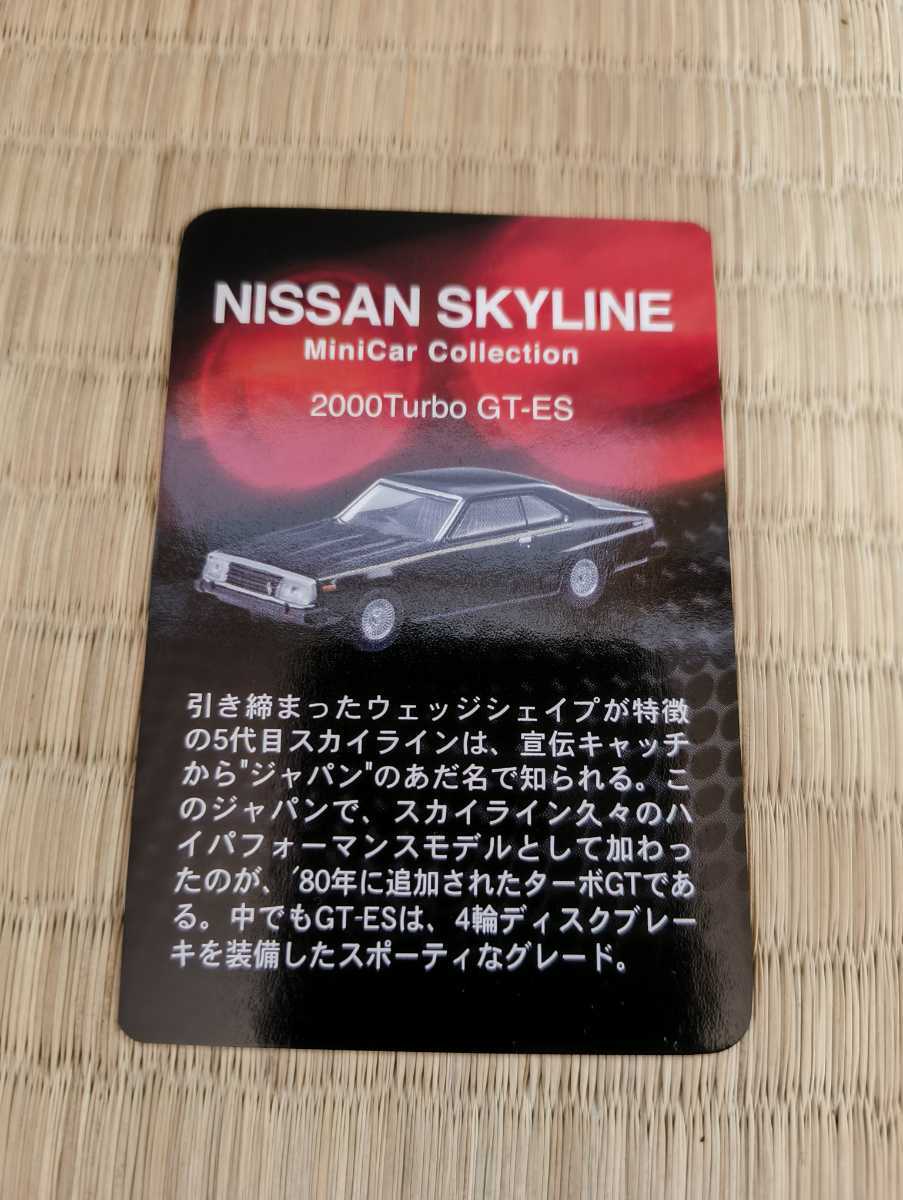 NISSAN SKYLINE
MiniCar Collection
2000Turbo GT-ES
引き締まったウェッジシェイプが特徴
の5代目スカイラインは、宣伝キャッチ
から"ジャパン"のあだ名で知られる。こ
のジャパンで、スカイライン久々のハ
イパフォーマンスモデルとして加わっ
たのが、'80年に追加されたターボGTであ
る。中でもGT-ESは、4輪ディスクブレー
キを装備したスポーティなグレード。